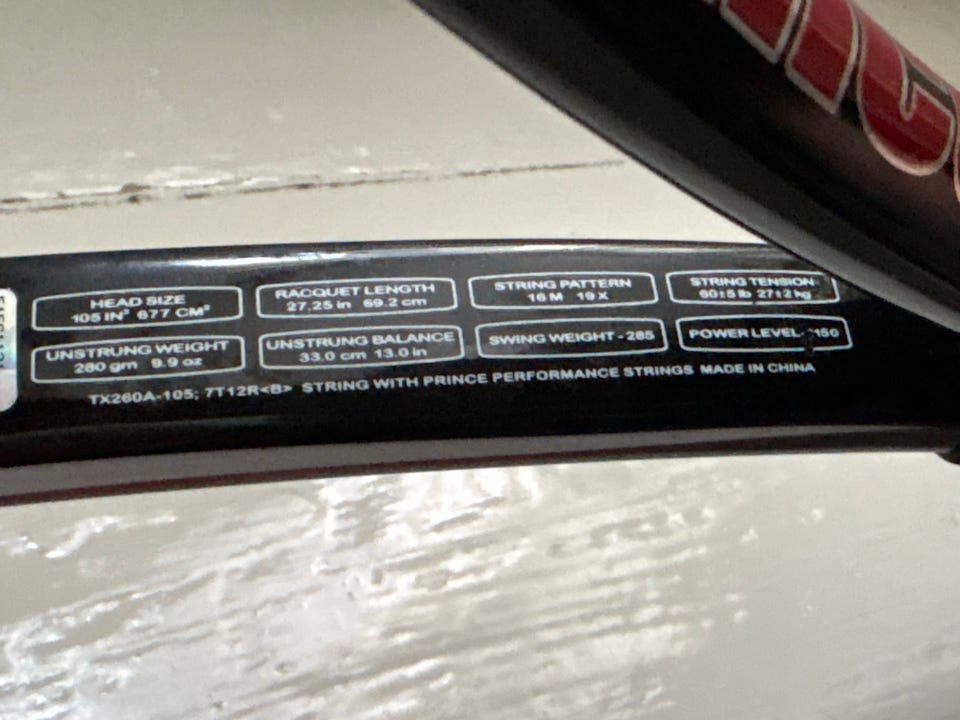 HEAD SIZE
105 IN² 677 CM²
RACQUET LENGTH
27.25 in 69.2 cm
STRING PATTERN
16 M 19 X
STRING TENSION
60±5 lb 27±2 kg
UNSTRUNG WEIGHT
280 gm 9.9 oz
UNSTRUNG BALANCE
33.0 cm 13.0 in
SWING WEIGHT - 285
POWER LEVEL-
TX260A-105; 7T12R<B> STRING WITH PRINCE PERFORMANCE STRINGS MADE IN CHINA